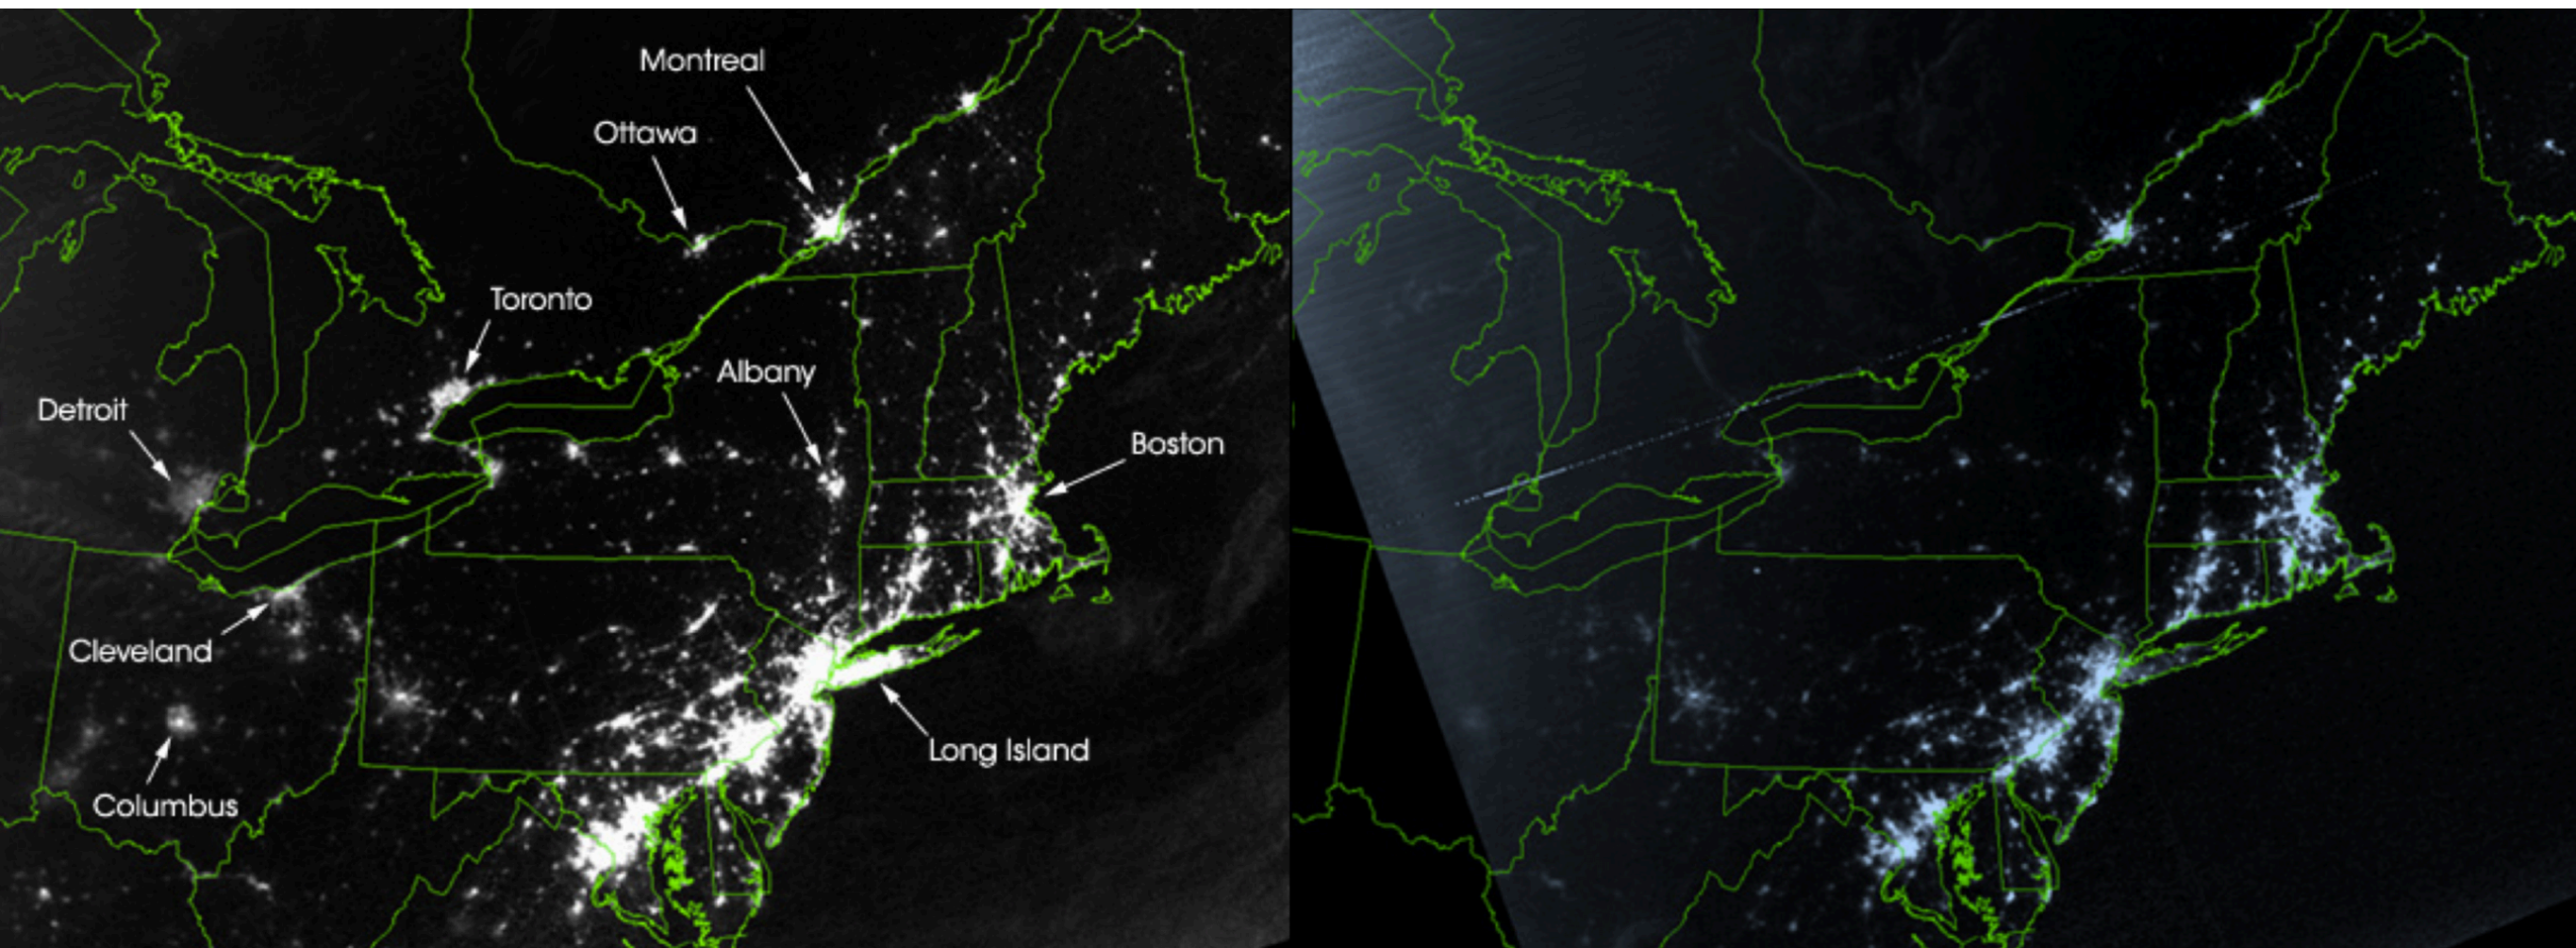 Montreal
Ottawa
Toronto
Albany
Detroit
Boston
Cleveland
Long Island
Columbus